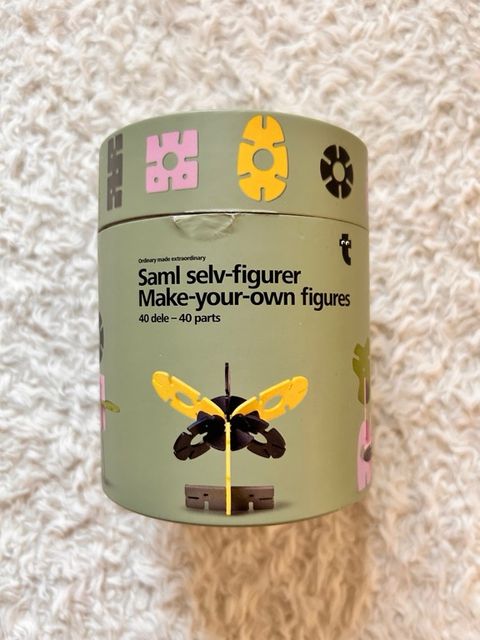 t
Ordinary made extraordinary
Saml selv-figurer
Make-your-own figures
40 dele – 40 parts